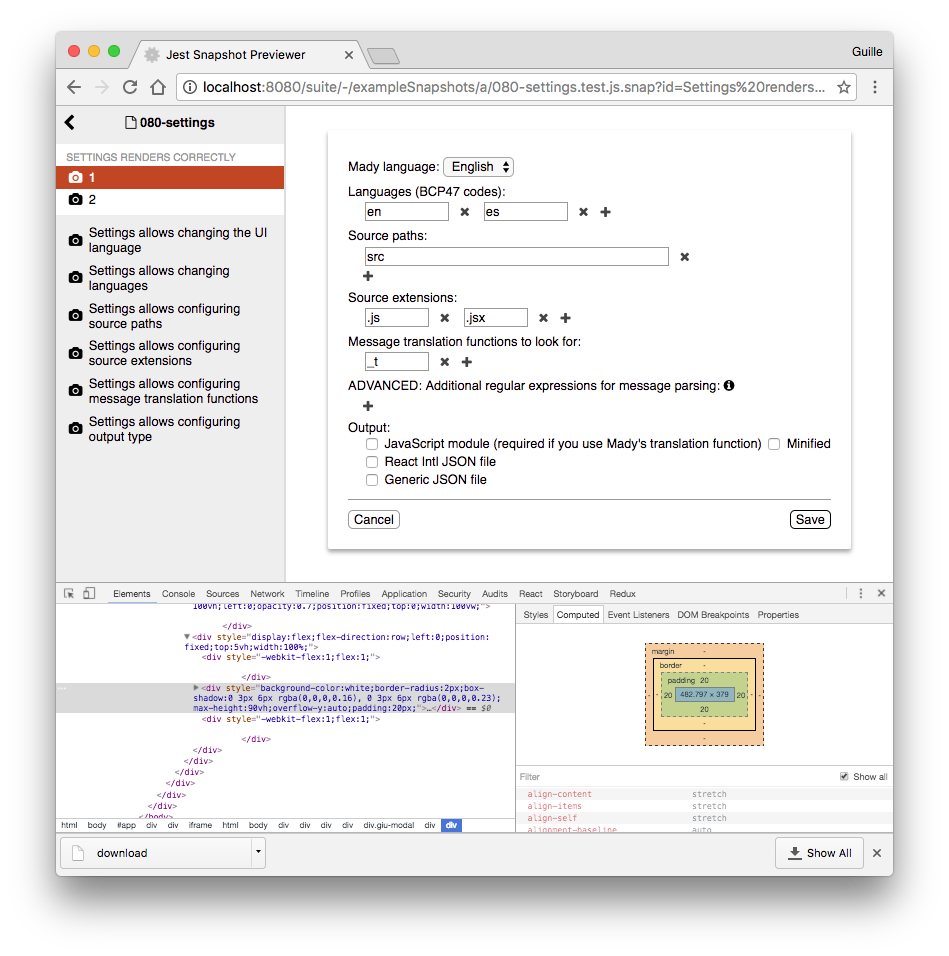 Jest Snapshot Previewer
Guille
localhost:8080/suite/-/exampleSnapshots/a/080-settings.test.js.snap?id=Settings%20renders...
080-settings
SETTINGS RENDERS CORRECTLY
1
2
Settings allows changing the UI
language
Settings allows changing
languages
Settings allows configuring
source paths
Settings allows configuring
source extensions
Settings allows configuring
message translation functions
Settings allows configuring
output type
Mady language: English
Languages (BCP47 codes):
en es
Source paths:
src
Source extensions:
.js .jsx
Message translation functions to look for:
_t
ADVANCED: Additional regular expressions for message parsing:
Output:
JavaScript module (required if you use Mady's translation function) Minified
React Intl JSON file
Generic JSON file
Cancel Save
Elements Console Sources Network Timeline Profiles Application Security Audits React Storyboard Redux
100vh;left:0;opacity:0.7;position:fixed;top:0;width:100vw;">
</div>
<div style="display:flex;flex-direction:row;left:0;position:
fixed;top:5vh;width:100%;">
<div style="-webkit-flex:1;flex:1;">
</div>
<div style="background-color:white;border-radius:2px;box-
shadow:0 3px 6px rgba(0,0,0,0.16), 0 3px 6px rgba(0,0,0,0.23);
max-height:90vh;overflow-y:auto;padding:20px;">…</div> == $0
<div style="-webkit-flex:1;flex:1;">
</div>
</div>
</div>
</div>
</div>
</div>
</div>
</body>
html body #app div div iframe html body div div div div div.giu-modal div div
Styles Computed Event Listeners DOM Breakpoints Properties
margin -
border -
padding 20
- - 20 482.797 × 379 20 - -
20
-
-
Filter Show all
align-content stretch
align-items stretch
align-self stretch
alignment-baseline auto
download
Show All